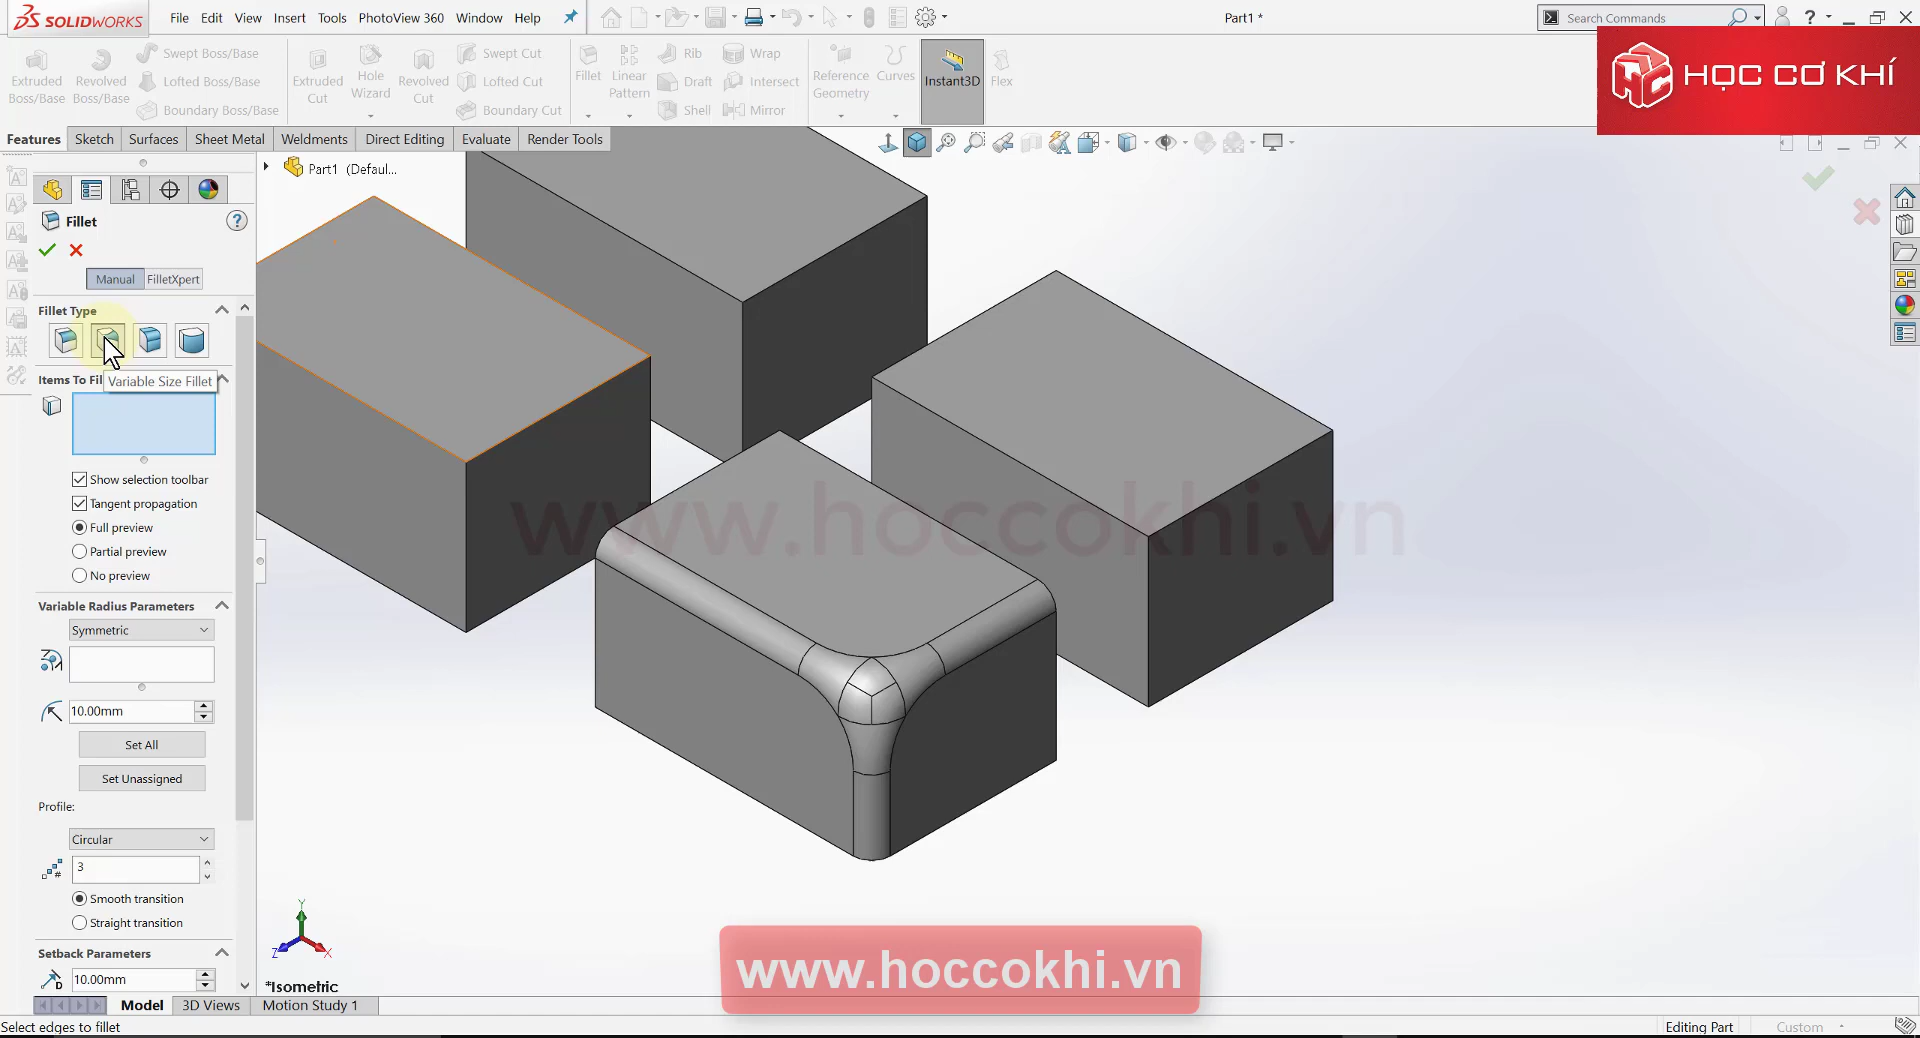 SOLIDWORKS
File Edit View Insert Tools PhotoView 360 Window Help
Part1 *
Search Commands
HỌC CƠ KHÍ
Extruded Boss/Base
Revolved Boss/Base
Swept Boss/Base
Lofted Boss/Base
Boundary Boss/Base
Extruded Cut
Hole Wizard
Revolved Cut
Swept Cut
Lofted Cut
Boundary Cut
Fillet
Linear Pattern
Rib
Draft
Shell
Wrap
Intersect
Mirror
Reference Geometry
Curves
Instant3D
Flex
Features Sketch Surfaces Sheet Metal Weldments Direct Editing Evaluate Render Tools
Part1 (Defaul...
Fillet
Manual FilletXpert
Fillet Type
Variable Size Fillet
Items To Fil
Show selection toolbar
Tangent propagation
Full preview
Partial preview
No preview
Variable Radius Parameters
Symmetric
10.00mm
Set All
Set Unassigned
Profile:
Circular
3
Smooth transition
Straight transition
Setback Parameters
10.00mm
www.hoccokhi.vn
Y
Z
X
*Isometric
www.hoccokhi.vn
Model 3D Views Motion Study 1
Select edges to fillet
Editing Part
Custom